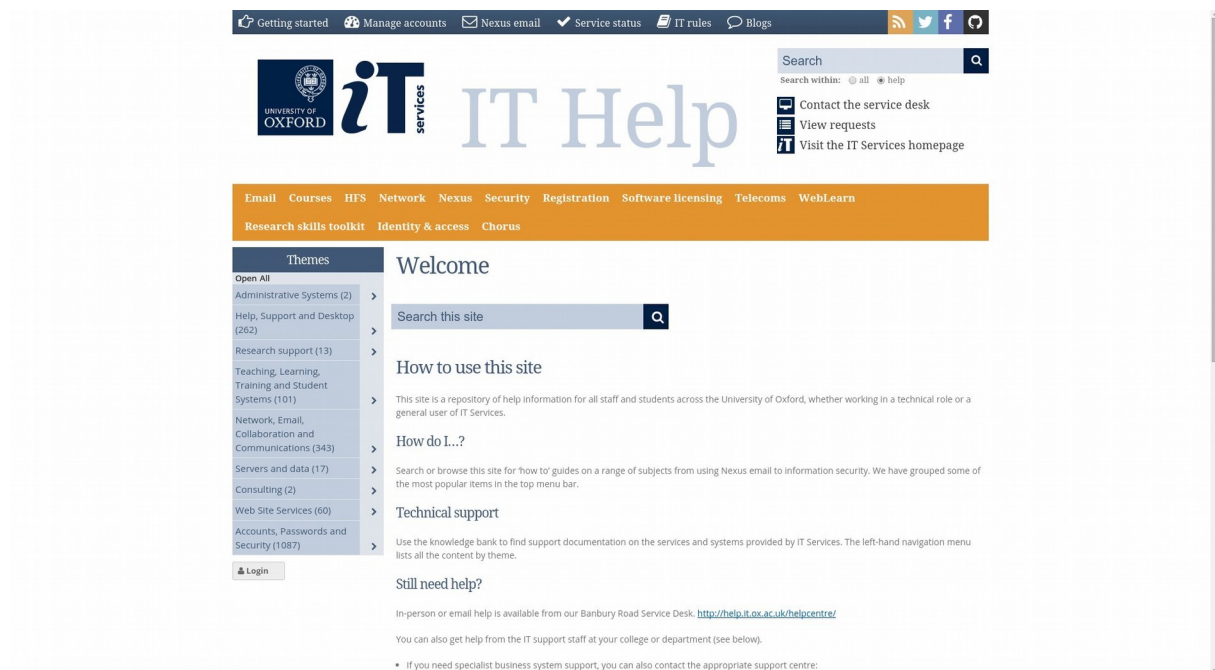 Getting started Manage accounts Nexus email Service status IT rules Blogs
UNIVERSITY OF
OXFORD
iT
services
IT Help
Search
Search within: all help
Contact the service desk
View requests
Visit the IT Services homepage
Email Courses HFS Network Nexus Security Registration Software licensing Telecoms WebLearn
Research skills toolkit Identity & access Chorus
Themes
Open All
Administrative Systems (2)
Help, Support and Desktop
(262)
Research support (13)
Teaching, Learning,
Training and Student
Systems (101)
Network, Email,
Collaboration and
Communications (343)
Servers and data (17)
Consulting (2)
Web Site Services (60)
Accounts, Passwords and
Security (1087)
Login
Welcome
Search this site
How to use this site
This site is a repository of help information for all staff and students across the University of Oxford, whether working in a technical role or a
general user of IT Services.
How do I...?
Search or browse this site for 'how to' guides on a range of subjects from using Nexus email to information security. We have grouped some of
the most popular items in the top menu bar.
Technical support
Use the knowledge bank to find support documentation on the services and systems provided by IT Services. The left-hand navigation menu
lists all the content by theme.
Still need help?
In-person or email help is available from our Banbury Road Service Desk. http://help.it.ox.ac.uk/helpcentre/
You can also get help from the IT support staff at your college or department (see below).
• If you need specialist business system support, you can also contact the appropriate support centre: